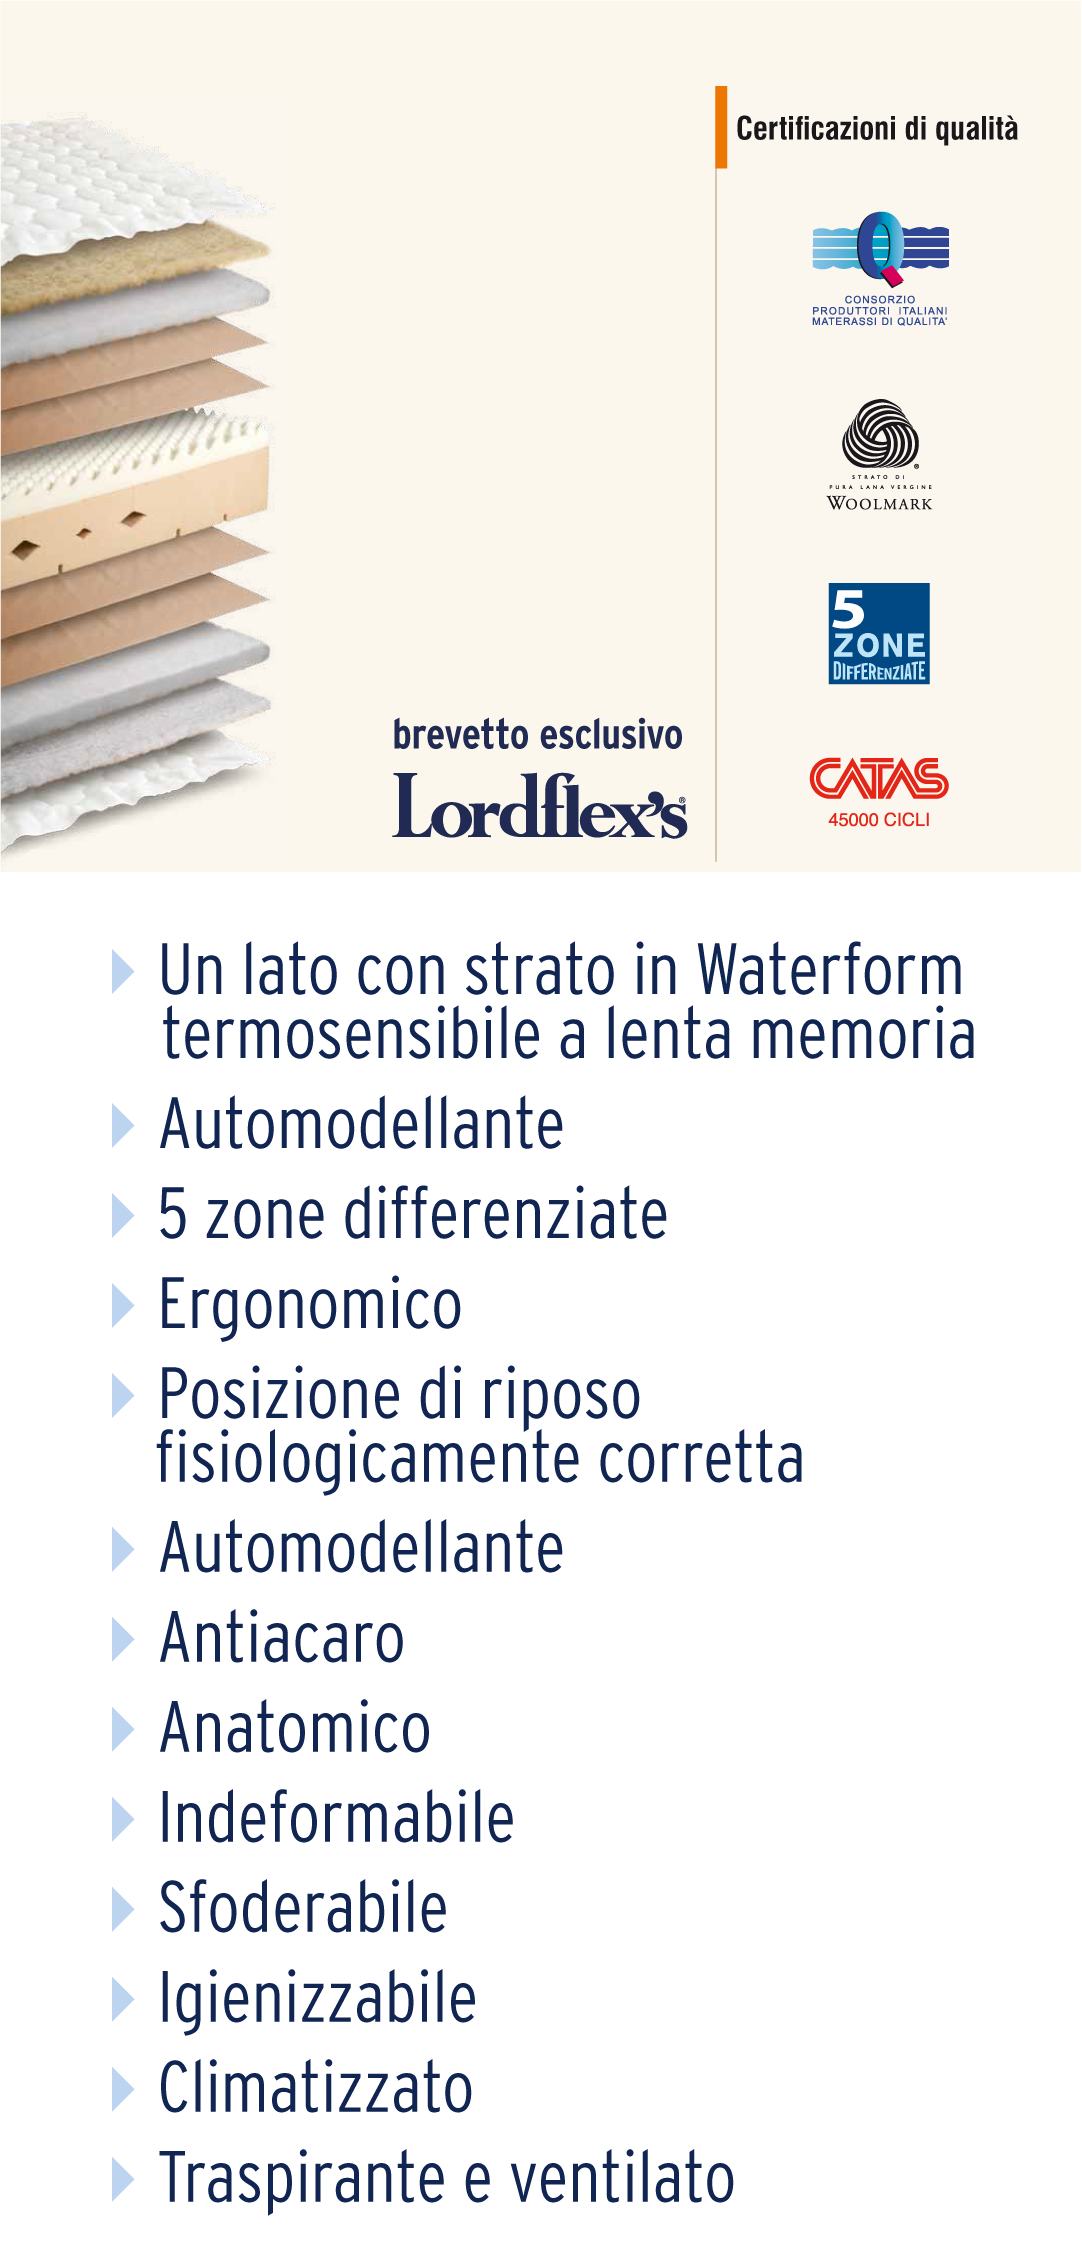 Certificazioni di qualità
Q
CONSORZIO
PRODUTTORI ITALIANI
MATERASSI DI QUALITA'
STRATO DI
PURA LANA VERGINE
WOOLMARK
5
ZONE
DIFFERENZIATE
CATAS
45000 CICLI
brevetto esclusivo
Lordflex's®
Un lato con strato in Waterform
termosensibile a lenta memoria
Automodellante
5 zone differenziate
Ergonomico
Posizione di riposo
fisiologicamente corretta
Automodellante
Antiacaro
Anatomico
Indeformabile
Sfoderabile
Igienizzabile
Climatizzato
Traspirante e ventilato